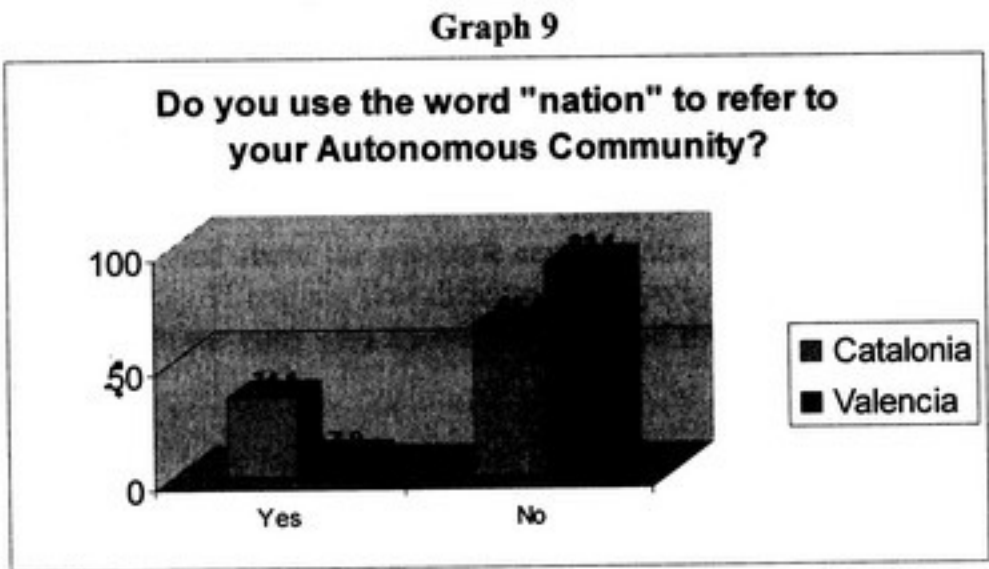 Graph 9
Do you use the word "nation" to refer to
your Autonomous Community?
100
50
0
%
Yes
No
Catalonia
Valencia